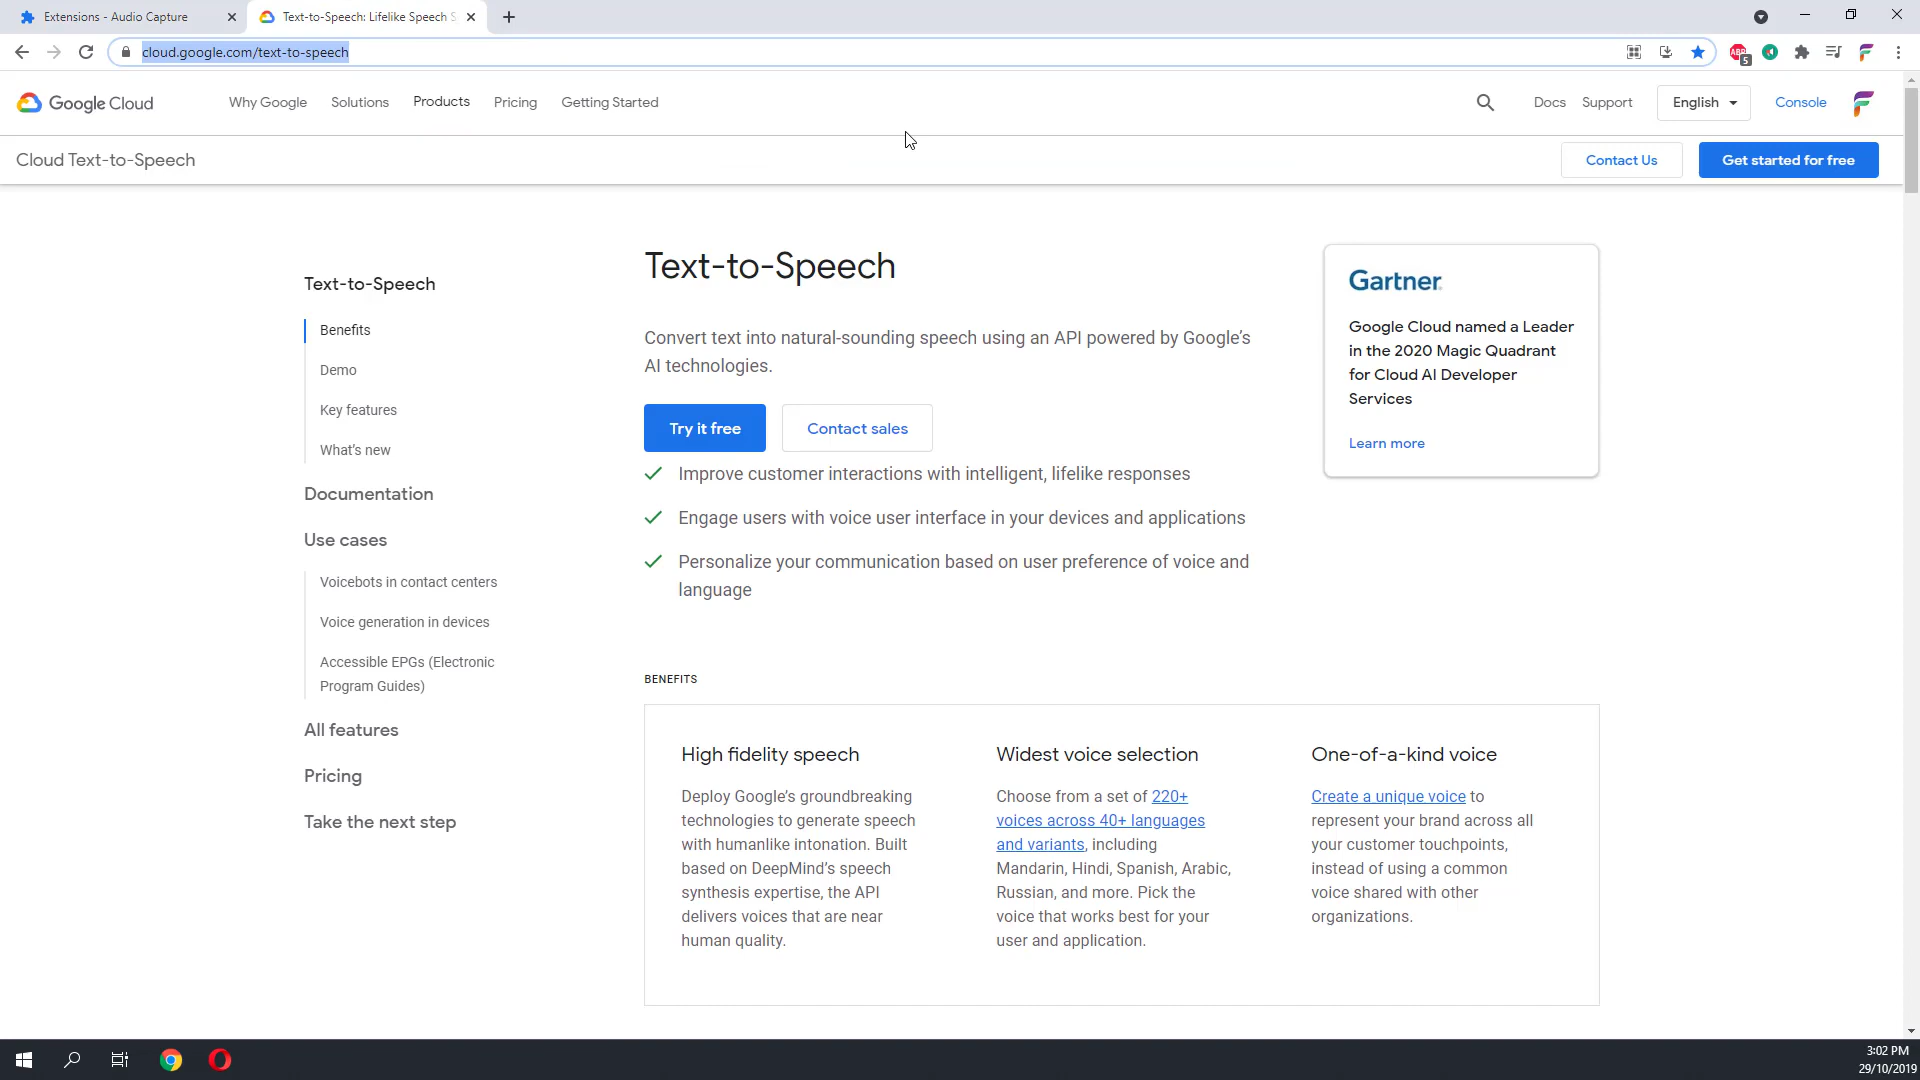 Extensions - Audio Capture
Text-to-Speech: Lifelike Speech S
cloud.google.com/text-to-speech
ABP
5
Google Cloud
Why Google
Solutions
Products
Pricing
Getting Started
Docs
Support
English
Console
Cloud Text-to-Speech
Contact Us
Get started for free
Text-to-Speech
Benefits
Demo
Key features
What's new
Documentation
Use cases
Voicebots in contact centers
Voice generation in devices
Accessible EPGs (Electronic
Program Guides)
All features
Pricing
Take the next step
Text-to-Speech
Convert text into natural-sounding speech using an API powered by Google's
AI technologies.
Try it free
Contact sales
Improve customer interactions with intelligent, lifelike responses
Engage users with voice user interface in your devices and applications
Personalize your communication based on user preference of voice and
language
Gartner
Google Cloud named a Leader
in the 2020 Magic Quadrant
for Cloud AI Developer
Services
Learn more
BENEFITS
High fidelity speech
Deploy Google's groundbreaking
technologies to generate speech
with humanlike intonation. Built
based on DeepMind's speech
synthesis expertise, the API
delivers voices that are near
human quality.
Widest voice selection
Choose from a set of 220+
voices across 40+ languages
and variants, including
Mandarin, Hindi, Spanish, Arabic,
Russian, and more. Pick the
voice that works best for your
user and application.
One-of-a-kind voice
Create a unique voice to
represent your brand across all
your customer touchpoints,
instead of using a common
voice shared with other
organizations.
3:02 PM
29/10/2019